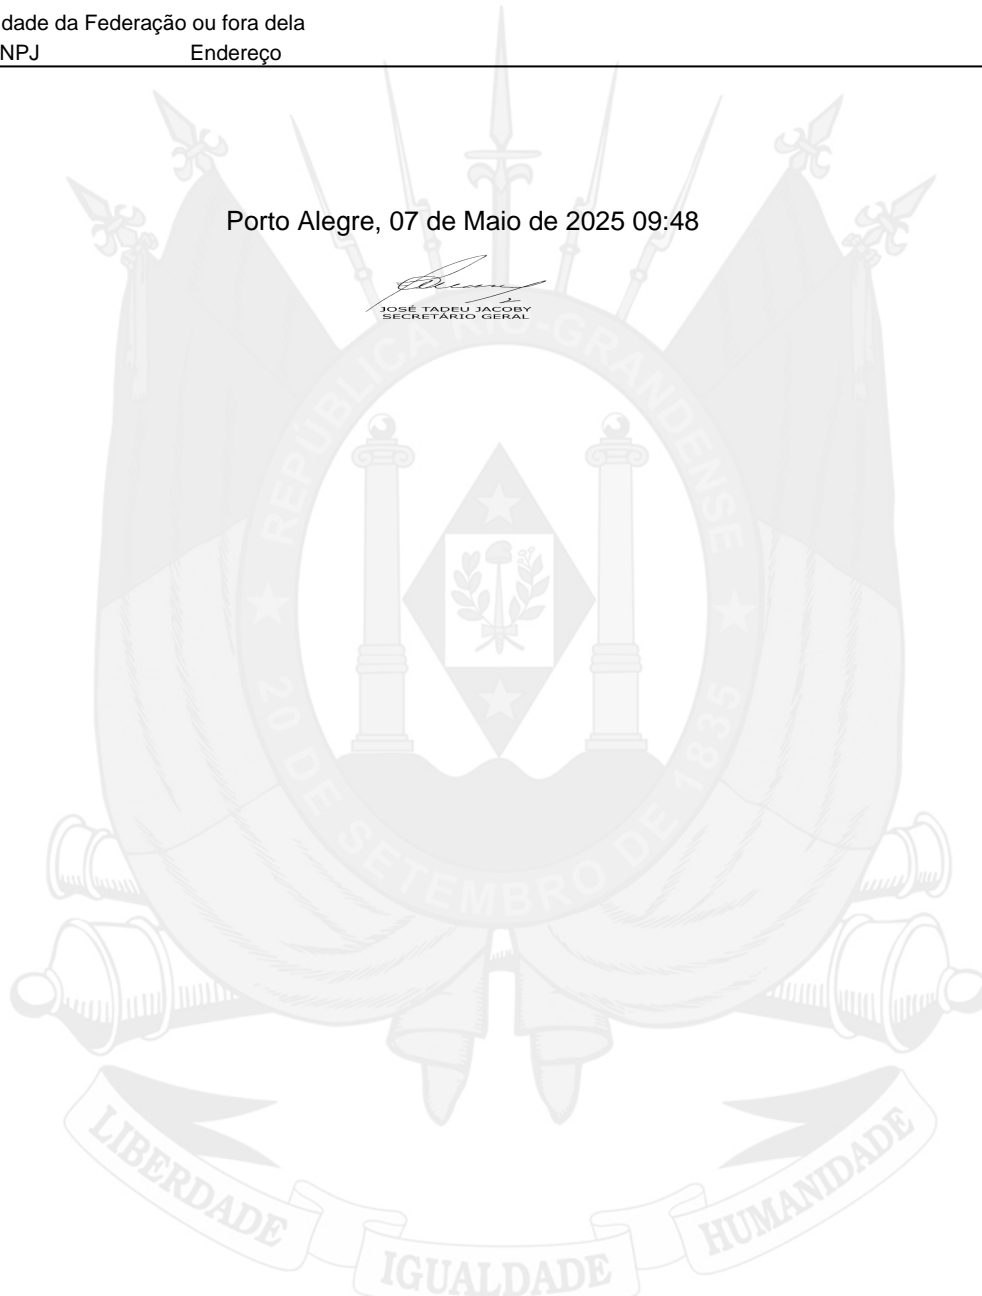 dade da Federação ou fora dela
NPJ Endereço
Porto Alegre, 07 de Maio de 2025 09:48
JOSÉ TADEU JACOBY
SECRETÁRIO GERAL
REPÚBLICA RIO-GRANDENSE
20 DE SETEMBRO DE 1835
LIBERDADE
IGUALDADE
HUMANIDADE